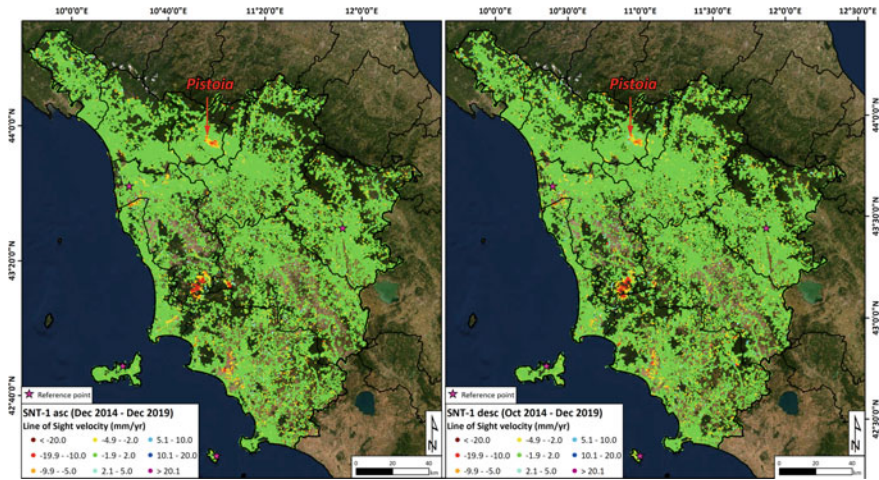 10°0'0"E 10°40'0"E 11°20'0"E 12°0'0"E
Pistoia
44°0'0"N
43°20'0"N
42°40'0"N
Reference point
SNT-1 asc (Dec 2014 - Dec 2019)
Line of Sight velocity (mm/yr)
< -20.0 -4.9 - -2.0 5.1 - 10.0
-19.9 - -10.0 -1.9 - 2.0 10.1 - 20.0
-9.9 - -5.0 2.1 - 5.0 > 20.1
N
0 20 40
km
10°0'0"E 10°30'0"E 11°0'0"E 11°30'0"E 12°0'0"E 12°30'0"E
Pistoia
44°0'0"N
43°30'0"N
43°0'0"N
42°30'0"N
Reference point
SNT-1 desc (Oct 2014 - Dec 2019)
Line of Sight velocity (mm/yr)
< -20.0 -4.9 - -2.0 5.1 - 10.0
-19.9 - -10.0 -1.9 - 2.0 10.1 - 20.0
-9.9 - -5.0 2.1 - 5.0 > 20.1
N
0 20 40
km